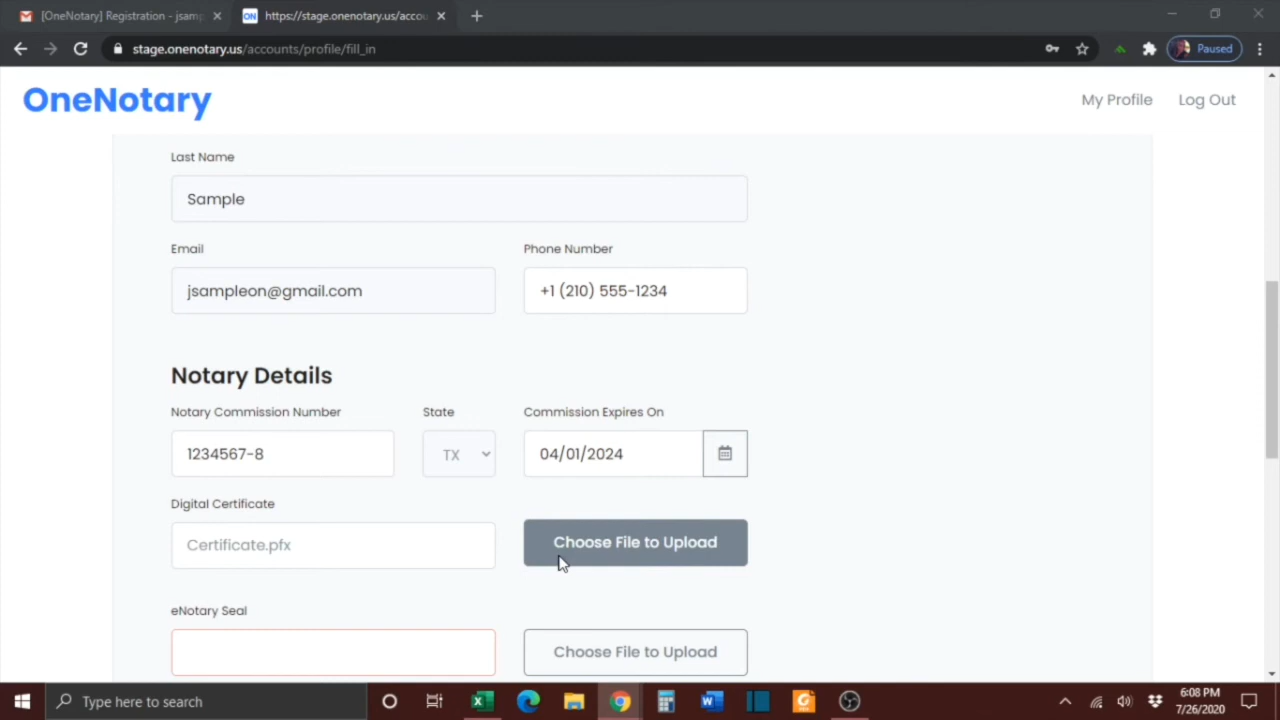 [OneNotary] Registration - jsamp
https://stage.onenotary.us/accou
stage.onenotary.us/accounts/profile/fill_in
Paused
OneNotary
My Profile
Log Out
Last Name
Sample
Email
Phone Number
jsampleon@gmail.com
+1 (210) 555-1234
Notary Details
Notary Commission Number
State
Commission Expires On
1234567-8
TX
04/01/2024
Digital Certificate
Certificate.pfx
Choose File to Upload
eNotary Seal
Choose File to Upload
Type here to search
6:08 PM
7/26/2020